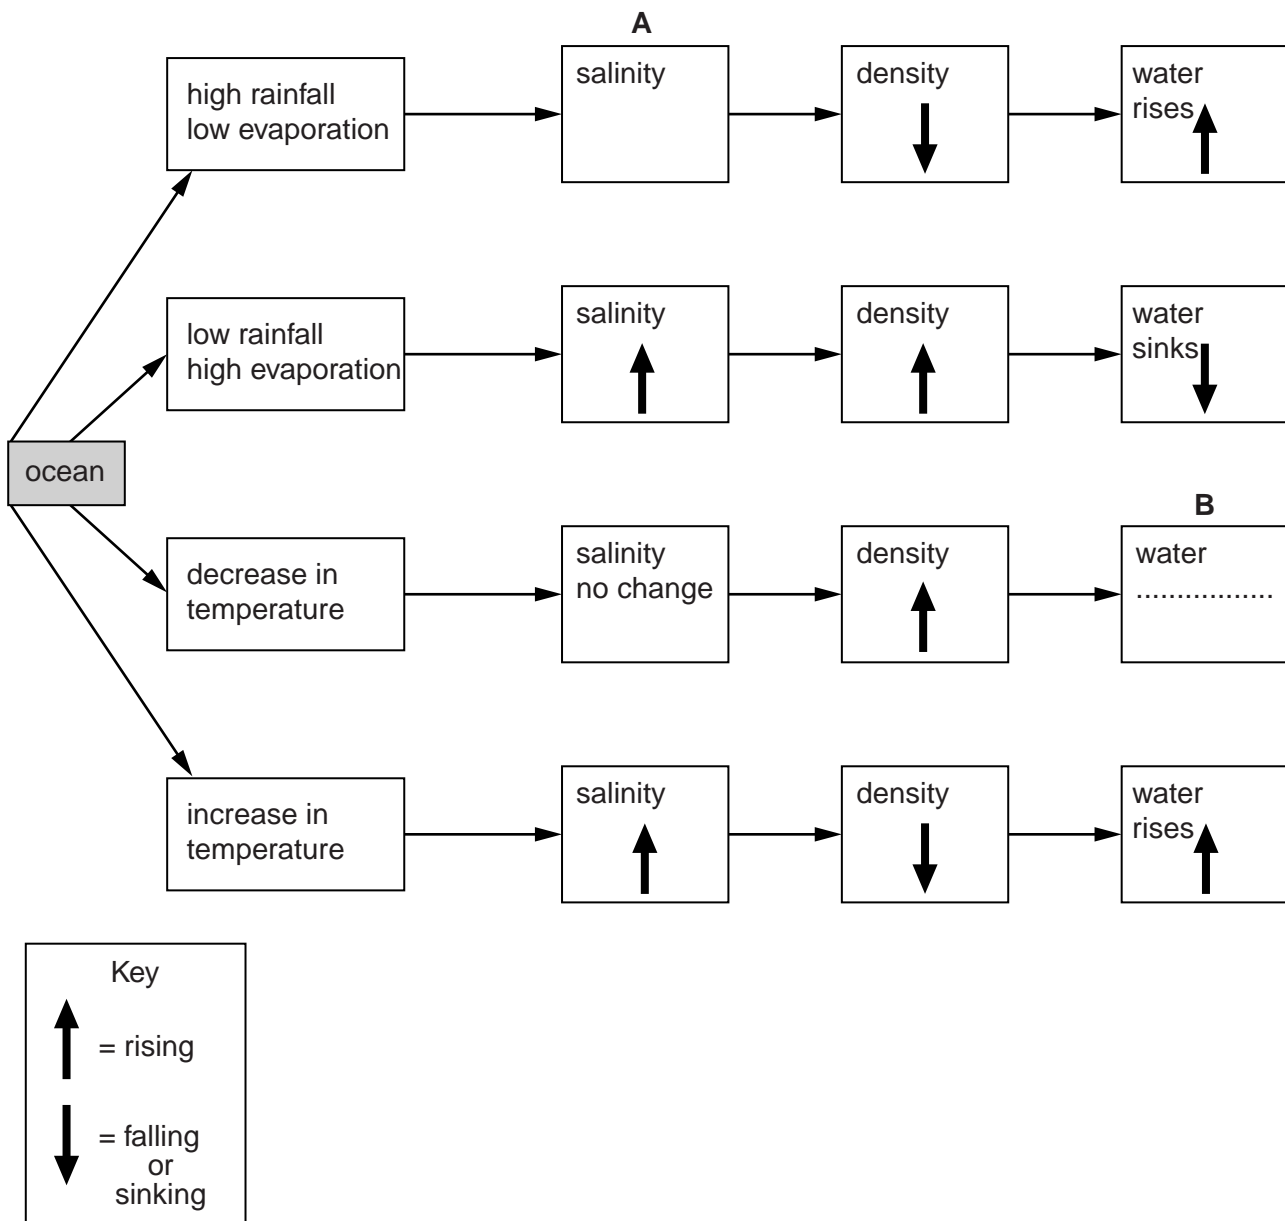 A
high rainfall
low evaporation
salinity
density
water
rises
low rainfall
high evaporation
salinity
density
water
sinks
ocean
B
decrease in
temperature
salinity
no change
density
water
.................
increase in
temperature
salinity
density
water
rises
Key
= rising
= falling
or
sinking